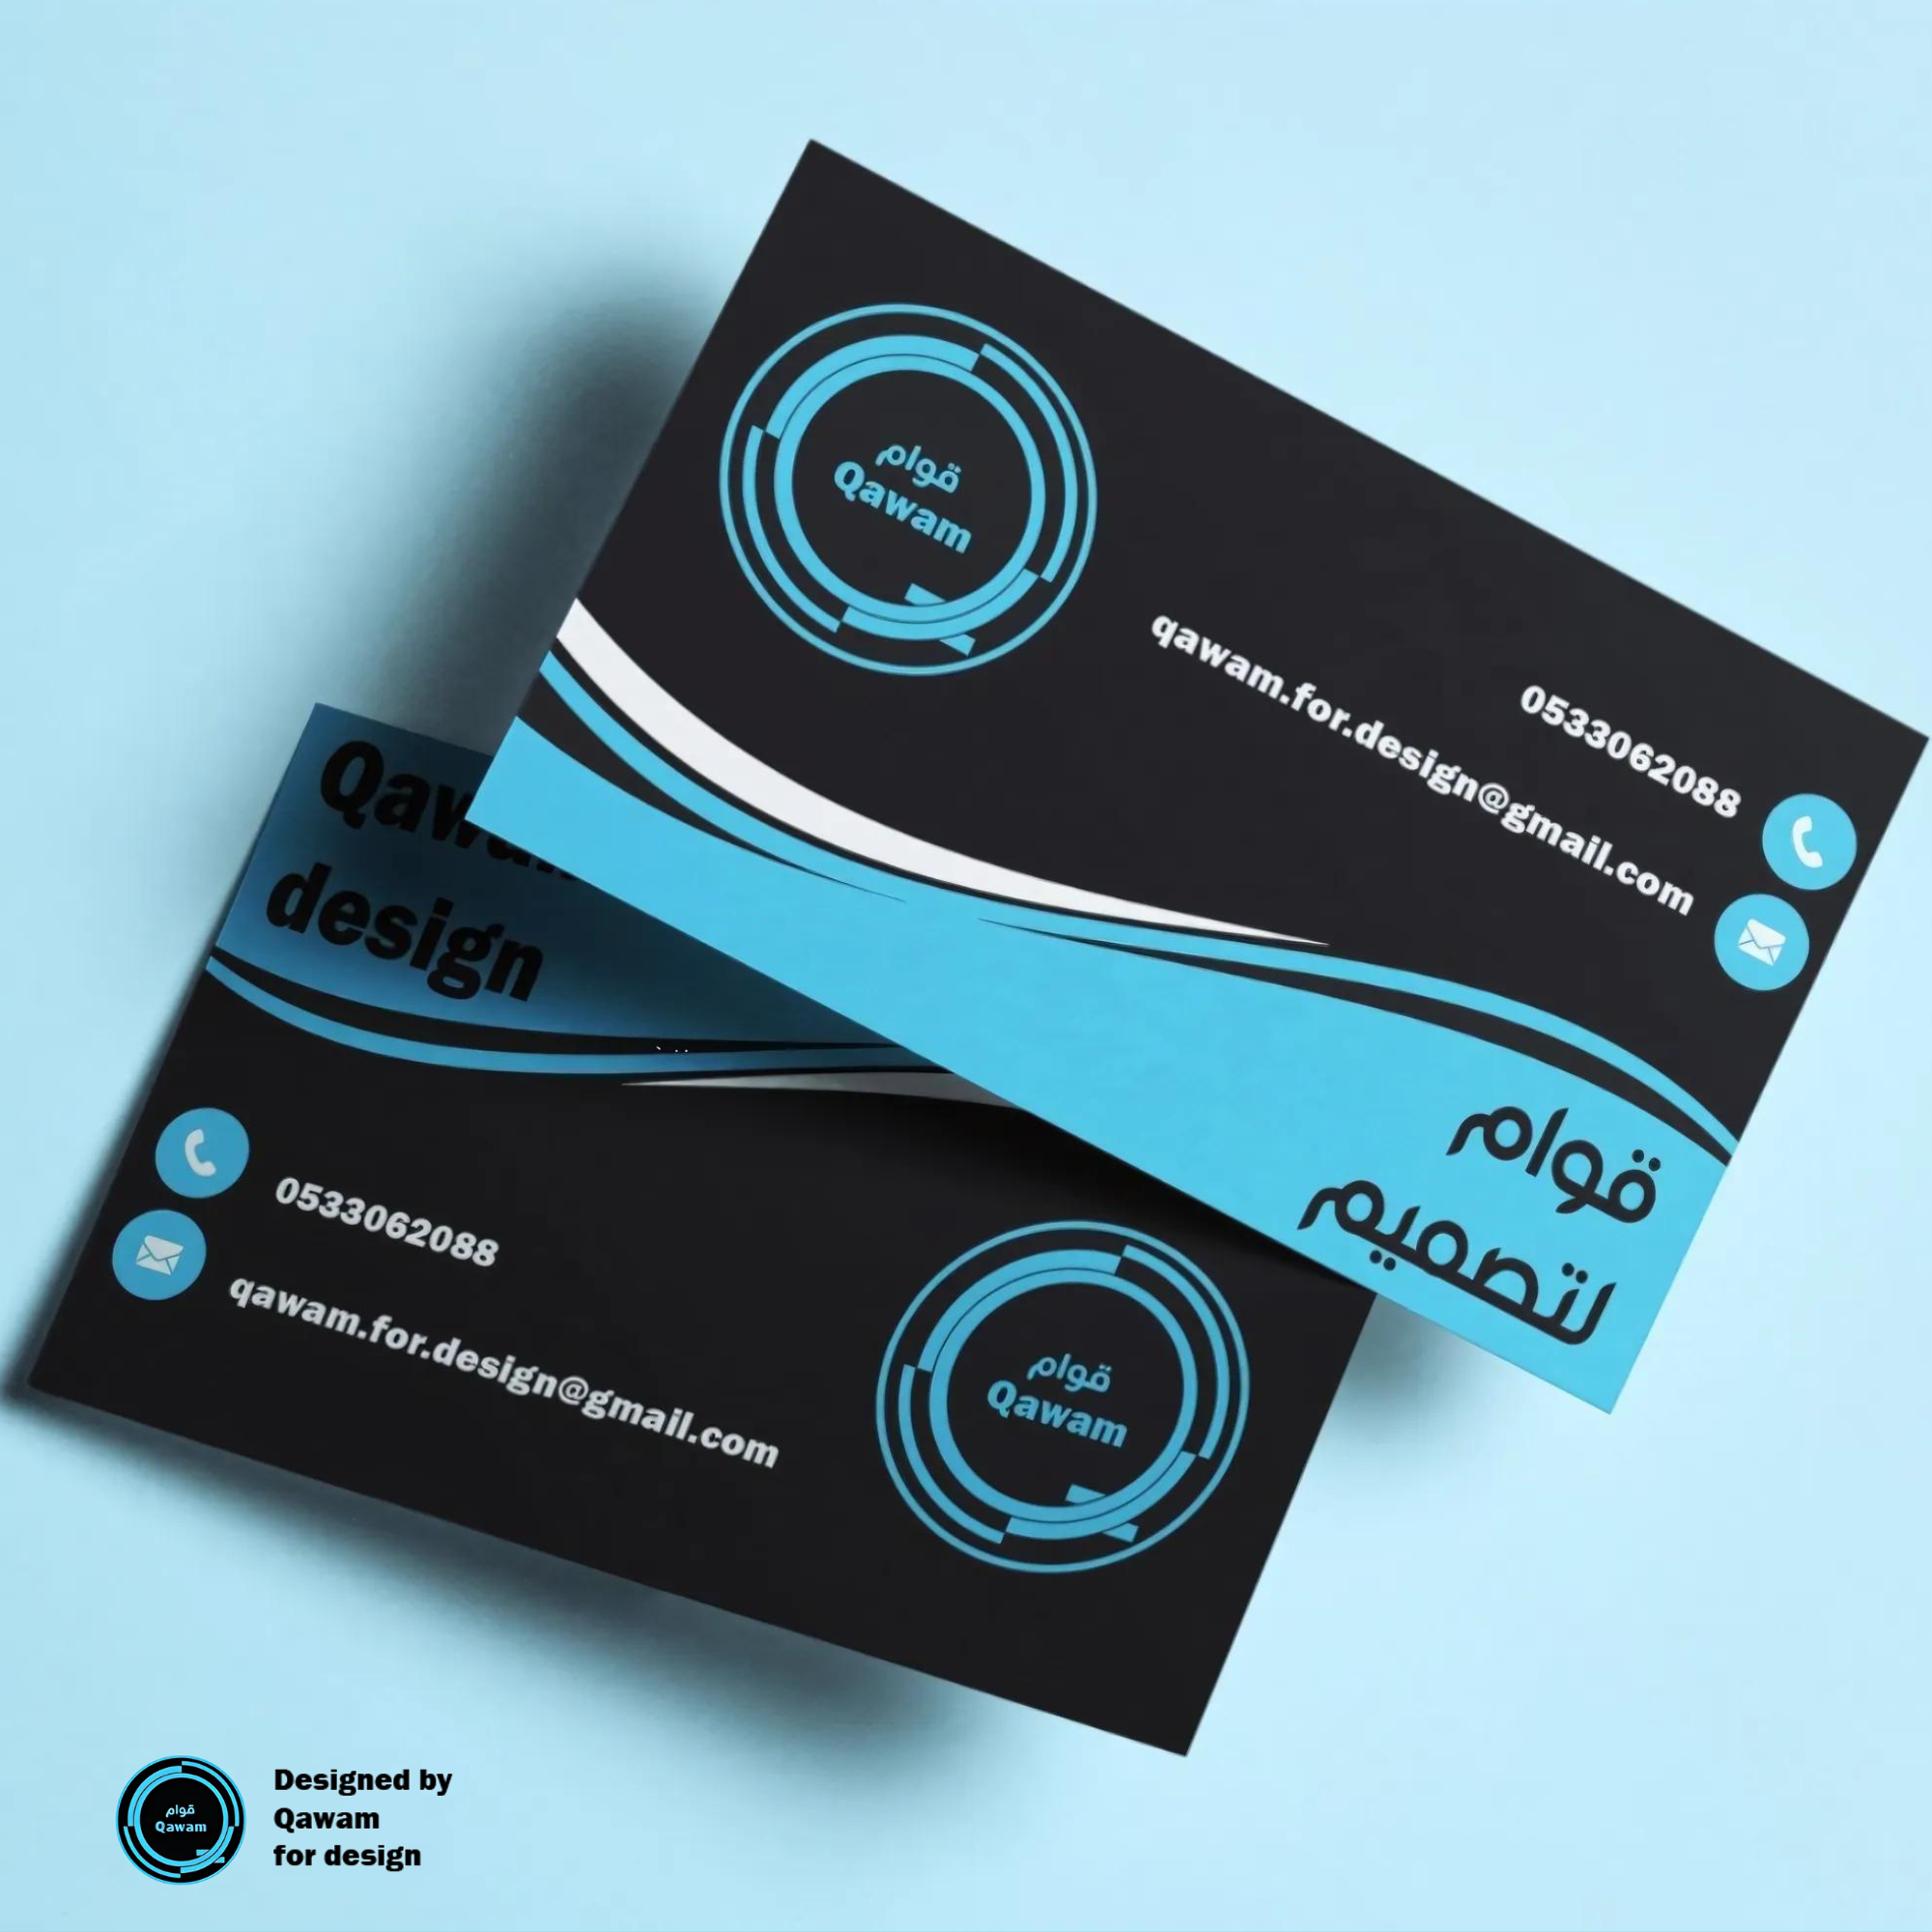 قوام
Qawam
0533062088
qawam.for.design@gmail.com
قوام
لتصميم
design
0533062088
qawam.for.design@gmail.com
قوام
Qawam
قوام
Qawam
Designed by
Qawam
for design